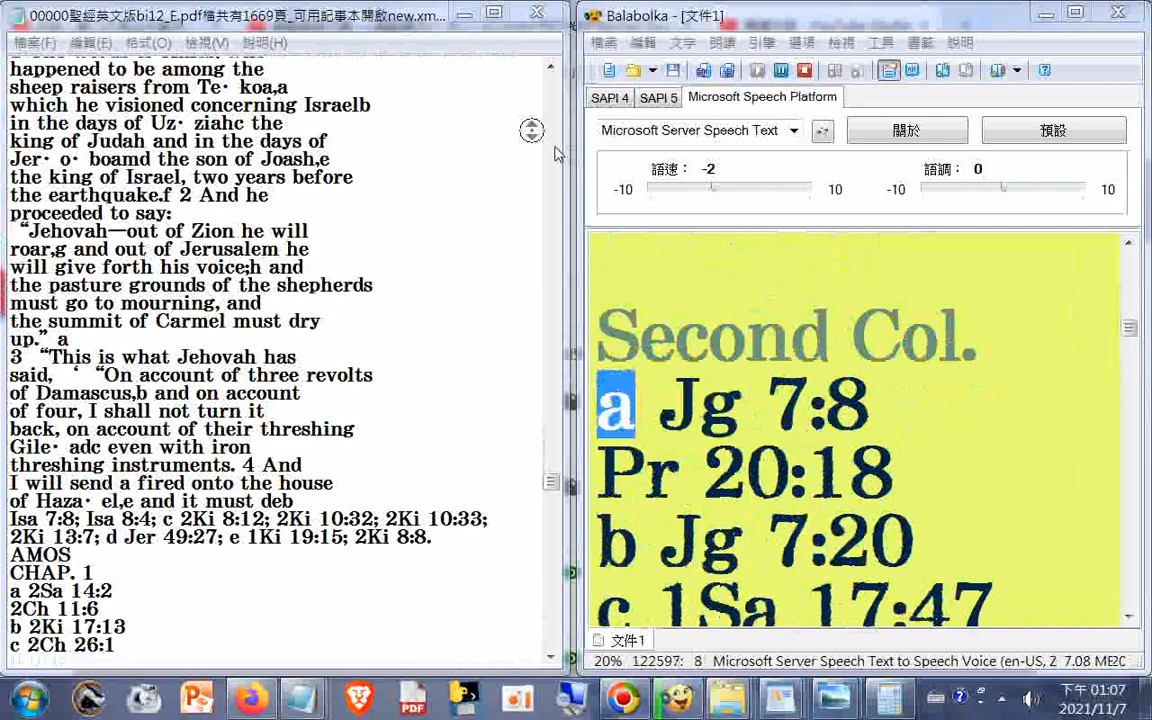 00000聖經英文版bi12_E.pdf檔共有1669頁_可用記事本開啟new.xm...
檔案(F) 編輯(E) 格式(O) 檢視(V) 說明(H)
happened to be among the
sheep raisers from Te· koa,a
which he visioned concerning Israelb
in the days of Uz· ziahc the
king of Judah and in the days of
Jer· o· boamd the son of Joash,e
the king of Israel, two years before
the earthquake.f 2 And he
proceeded to say:
“Jehovah—out of Zion he will
roar,g and out of Jerusalem he
will give forth his voice;h and
the pasture grounds of the shepherds
must go to mourning, and
the summit of Carmel must dry
up.” a
3 “This is what Jehovah has
said, ‘ “On account of three revolts
of Damascus,b and on account
of four, I shall not turn it
back, on account of their threshing
Gile· adc even with iron
threshing instruments. 4 And
I will send a fired onto the house
of Haza· el,e and it must deb
Isa 7:8; Isa 8:4; c 2Ki 8:12; 2Ki 10:32; 2Ki 10:33;
2Ki 13:7; d Jer 49:27; e 1Ki 19:15; 2Ki 8:8.
AMOS
CHAP. 1
a 2Sa 14:2
2Ch 11:6
b 2Ki 17:13
c 2Ch 26:1
Balabolka - [文件1]
檔案 編輯 文字 朗讀 引擎 選項 檢視 工具 書籤 說明
SAPI 4 SAPI 5 Microsoft Speech Platform
Microsoft Server Speech Text 關於 預設
語速： -2 語調： 0
-10 10 -10 10
Second Col.
a Jg 7:8
Pr 20:18
b Jg 7:20
c 1Sa 17:47
文件1
20% 122597: 8 Microsoft Server Speech Text to Speech Voice (en-US, Z 7.08 ME
下午 01:07
2021/11/7